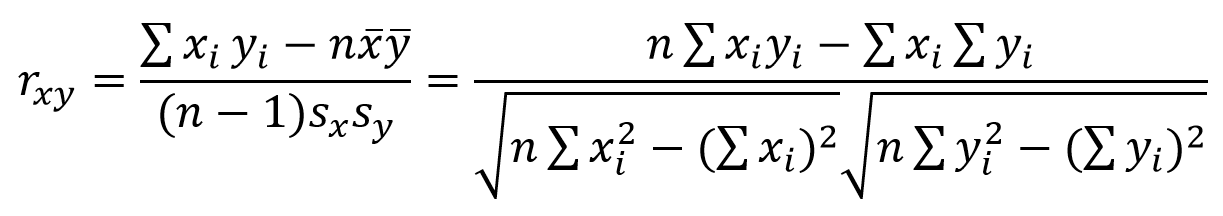 r_{xy} = \frac{\sum x_i y_i - n\bar{x}\bar{y}}{(n-1)s_x s_y} = \frac{n\sum x_i y_i - \sum x_i \sum y_i}{\sqrt{n\sum x_i^2 - (\sum x_i)^2}\sqrt{n\sum y_i^2 - (\sum y_i)^2}}